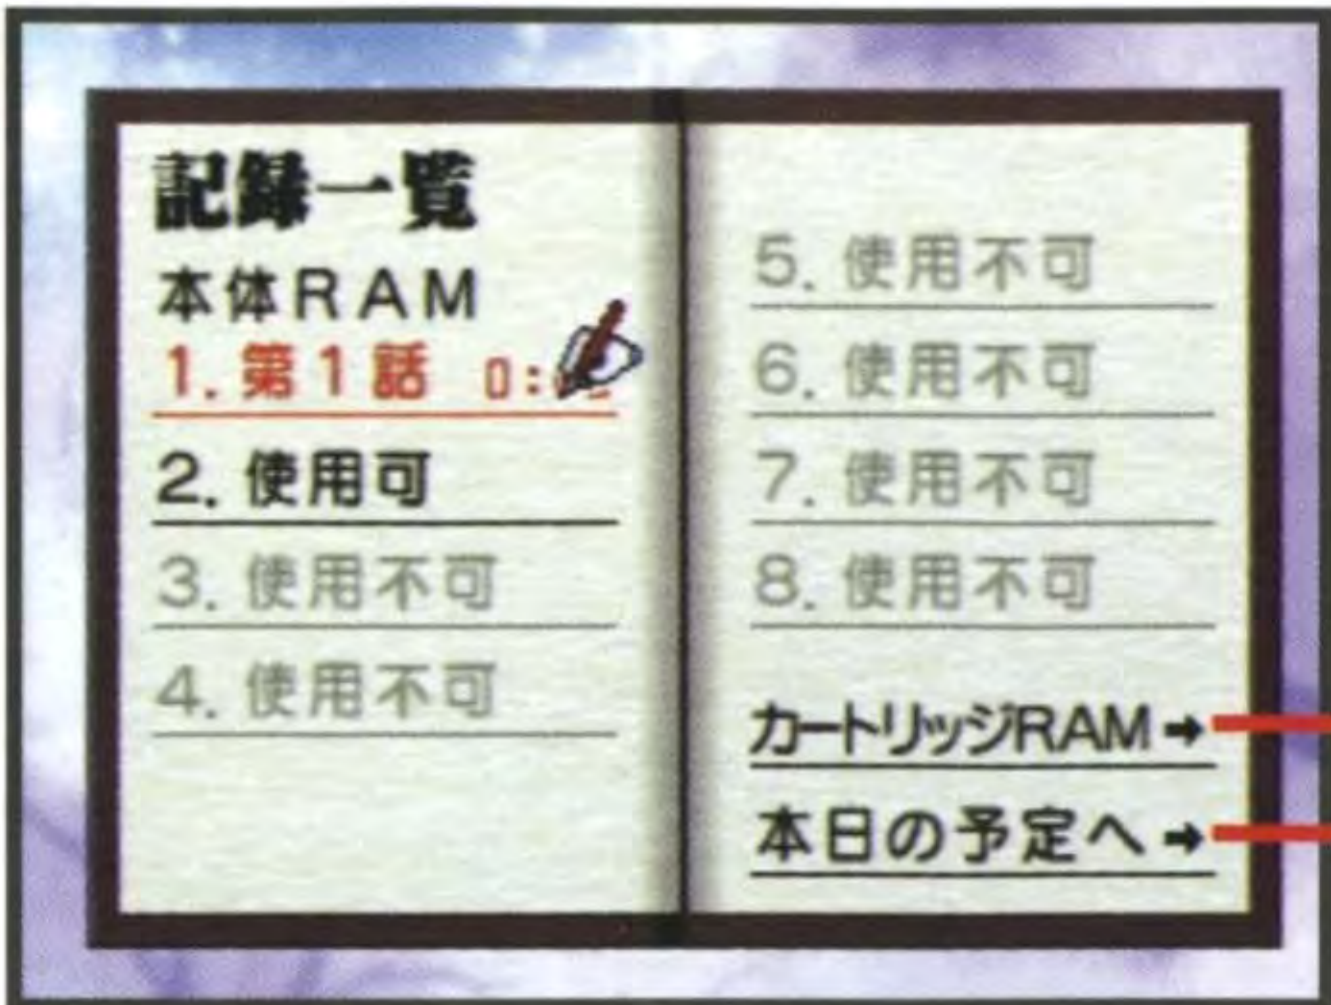 記録一覧
本体RAM
1. 第1話 0:
2. 使用可
3. 使用不可
4. 使用不可
5. 使用不可
6. 使用不可
7. 使用不可
8. 使用不可
カートリッジRAM➡
本日の予定へ➡